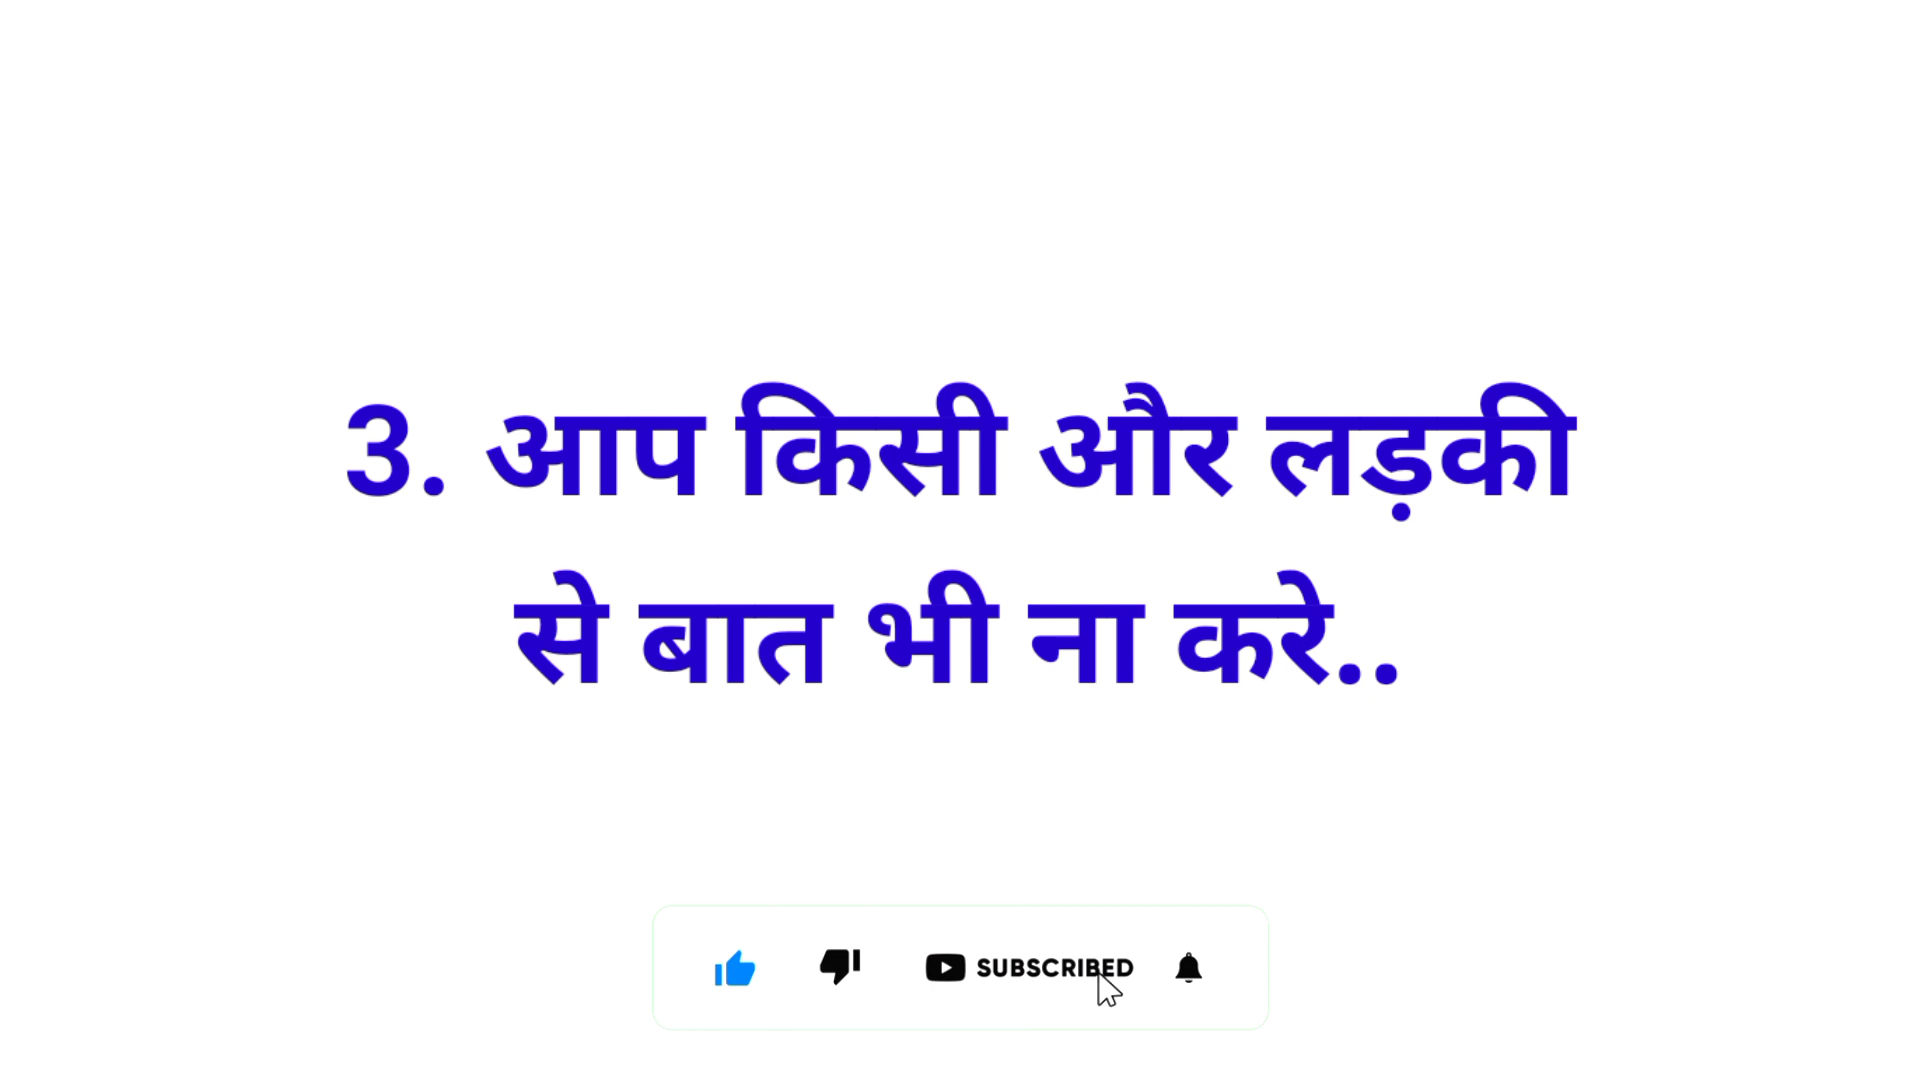 3. आप किसी और लड़की
से बात भी ना करे..
SUBSCRIBED